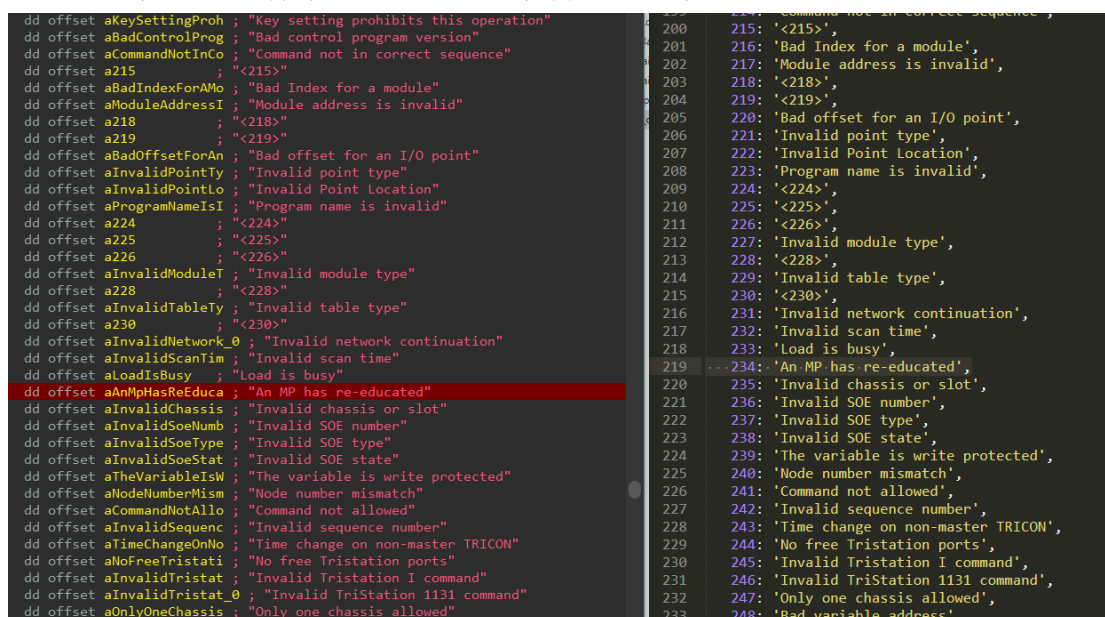 dd offset aKeySettingProh ; "Key setting prohibits this operation"
dd offset aBadControlProg ; "Bad control program version"
dd offset aCommandNotInCo ; "Command not in correct sequence"
dd offset a215 ; "<215>"
dd offset aBadIndexForAMo ; "Bad Index for a module"
dd offset aModuleAddressI ; "Module address is invalid"
dd offset a218 ; "<218>"
dd offset a219 ; "<219>
dd offset aBadOffsetForAn ; "Bad offset for an I/O point"
dd offset aInvalidPointTy ; "Invalid point type"
dd offset aInvalidPointLo ; "Invalid Point Location"
dd offset aProgramNameIsI ; "Program name is invalid"
dd offset a224 ; "<224>"
dd offset a225 ; "<225>"
dd offset a226 ; "<226>"
dd offset aInvalidModuleT ; "Invalid module type"
dd offset a228 ; "<228>"
dd offset aInvalidTableTy ; "Invalid table type"
dd offset a230 ; "<230>"
dd offset aInvalidNetwork_0 ; "Invalid network continuation"
dd offset aInvalidScanTim ; "Invalid scan time"
dd offset aLoadIsBusy ; "Load is busy"
dd offset aAnMpHasReEduca ; "An MP has re-educated"
dd offset aInvalidChassis ; "Invalid chassis or slot"
dd offset aInvalidSoeNumb ; "Invalid SOE number"
dd offset aInvalidSoeType ; "Invalid SOE type"
dd offset aInvalidSoeStat ; "Invalid SOE state"
dd offset aTheVariableIsW ; "The variable is write protected"
dd offset aNodeNumberMism ; "Node number mismatch"
dd offset aCommandNotAllo ; "Command not allowed"
dd offset aInvalidSequenc ; "Invalid sequence number"
dd offset aTimeChangeOnNo ; "Time change on non-master TRICON"
dd offset aNoFreeTristati ; "No free Tristation ports"
dd offset aInvalidTristat ; "Invalid Tristation I command"
dd offset aInvalidTristat_0 ; "Invalid TriStation 1131 command"
dd offset aOnlyOneChassis ; "Only one chassis allowed"
199 214: 'Command not in correct sequence',
200 215: '<215>',
201 216: 'Bad Index for a module',
202 217: 'Module address is invalid',
203 218: '<218>',
204 219: '<219>',
205 220: 'Bad offset for an I/O point',
206 221: 'Invalid point type',
207 222: 'Invalid Point Location',
208 223: 'Program name is invalid',
209 224: '<224>',
210 225: '<225>',
211 226: '<226>',
212 227: 'Invalid module type',
213 228: '<228>',
214 229: 'Invalid table type',
215 230: '<230>',
216 231: 'Invalid network continuation',
217 232: 'Invalid scan time',
218 233: 'Load is busy',
219 ····234:·'An·MP·has·re-educated',
220 235: 'Invalid chassis or slot',
221 236: 'Invalid SOE number',
222 237: 'Invalid SOE type',
223 238: 'Invalid SOE state',
224 239: 'The variable is write protected',
225 240: 'Node number mismatch',
226 241: 'Command not allowed',
227 242: 'Invalid sequence number',
228 243: 'Time change on non-master TRICON',
229 244: 'No free Tristation ports',
230 245: 'Invalid Tristation I command',
231 246: 'Invalid TriStation 1131 command',
232 247: 'Only one chassis allowed',
233 248: 'Bad variable address'